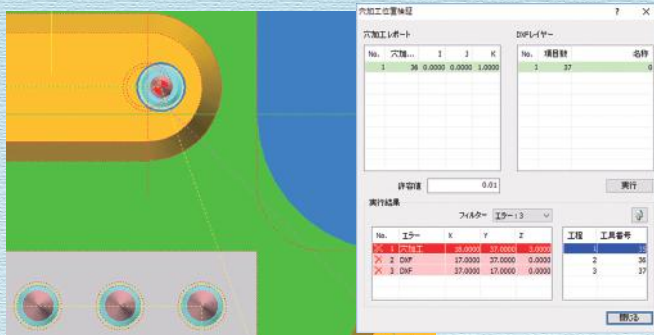 穴加工位置検証 ? ×
穴加工レポート DXFレイヤー
No. 穴加... I J K No. 項目数 名称
1 36 0.0000 0.0000 1.0000 1 37 0
許容値 0.01 実行
実行結果
フィルター エラー : 3
No. エラー X Y Z 工程 工具番号
× 1 穴加工 38.0000 37.0000 3.0000 1 35
× 2 DXF 17.0000 37.0000 0.0000 2 36
× 3 DXF 37.0000 17.0000 0.0000 3 37
閉じる